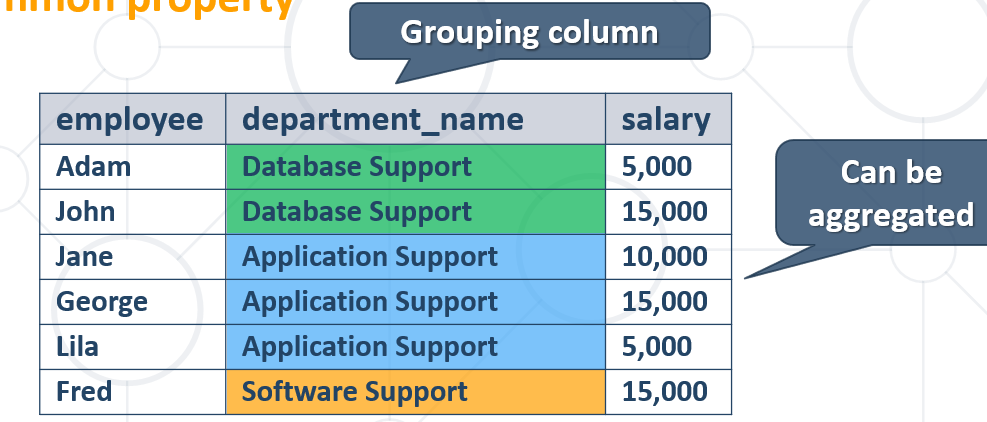 property
Grouping column
employee department_name salary
Adam Database Support 5,000
John Database Support 15,000
Jane Application Support 10,000
George Application Support 15,000
Lila Application Support 5,000
Fred Software Support 15,000
Can be
aggregated